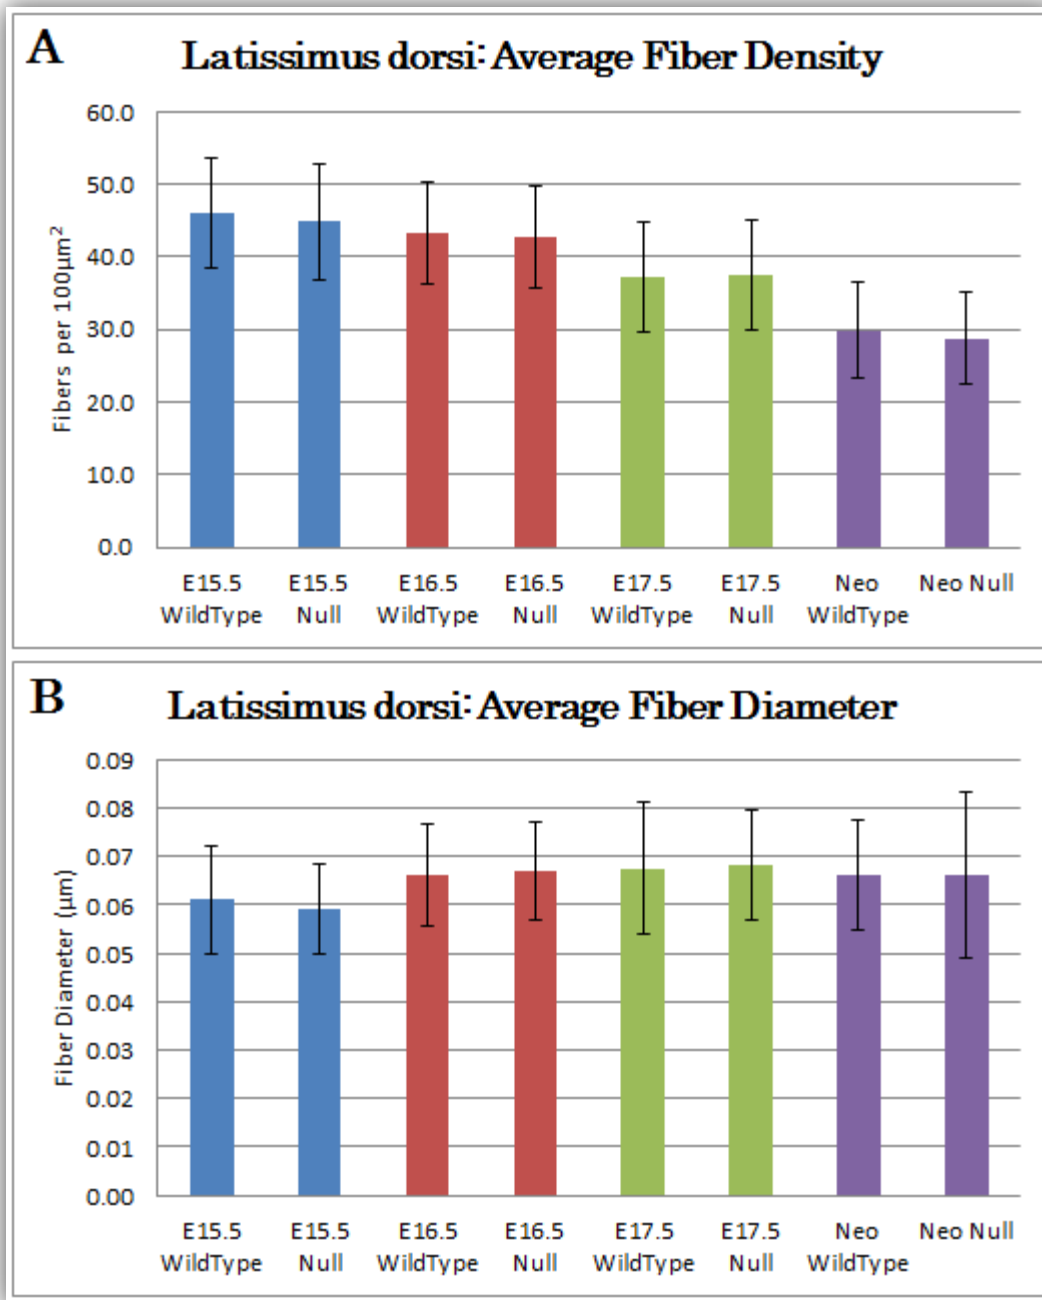 A
Latissimus dorsi: Average Fiber Density
60.0
50.0
40.0
30.0
20.0
10.0
0.0
Fibers per 100µm²
E15.5 WildType
E15.5 Null
E16.5 WildType
E16.5 Null
E17.5 WildType
E17.5 Null
Neo WildType
Neo Null
B
Latissimus dorsi: Average Fiber Diameter
0.09
0.08
0.07
0.06
0.05
0.04
0.03
0.02
0.01
0.00
Fiber Diameter (µm)
E15.5 WildType
E15.5 Null
E16.5 WildType
E16.5 Null
E17.5 WildType
E17.5 Null
Neo WildType
Neo Null